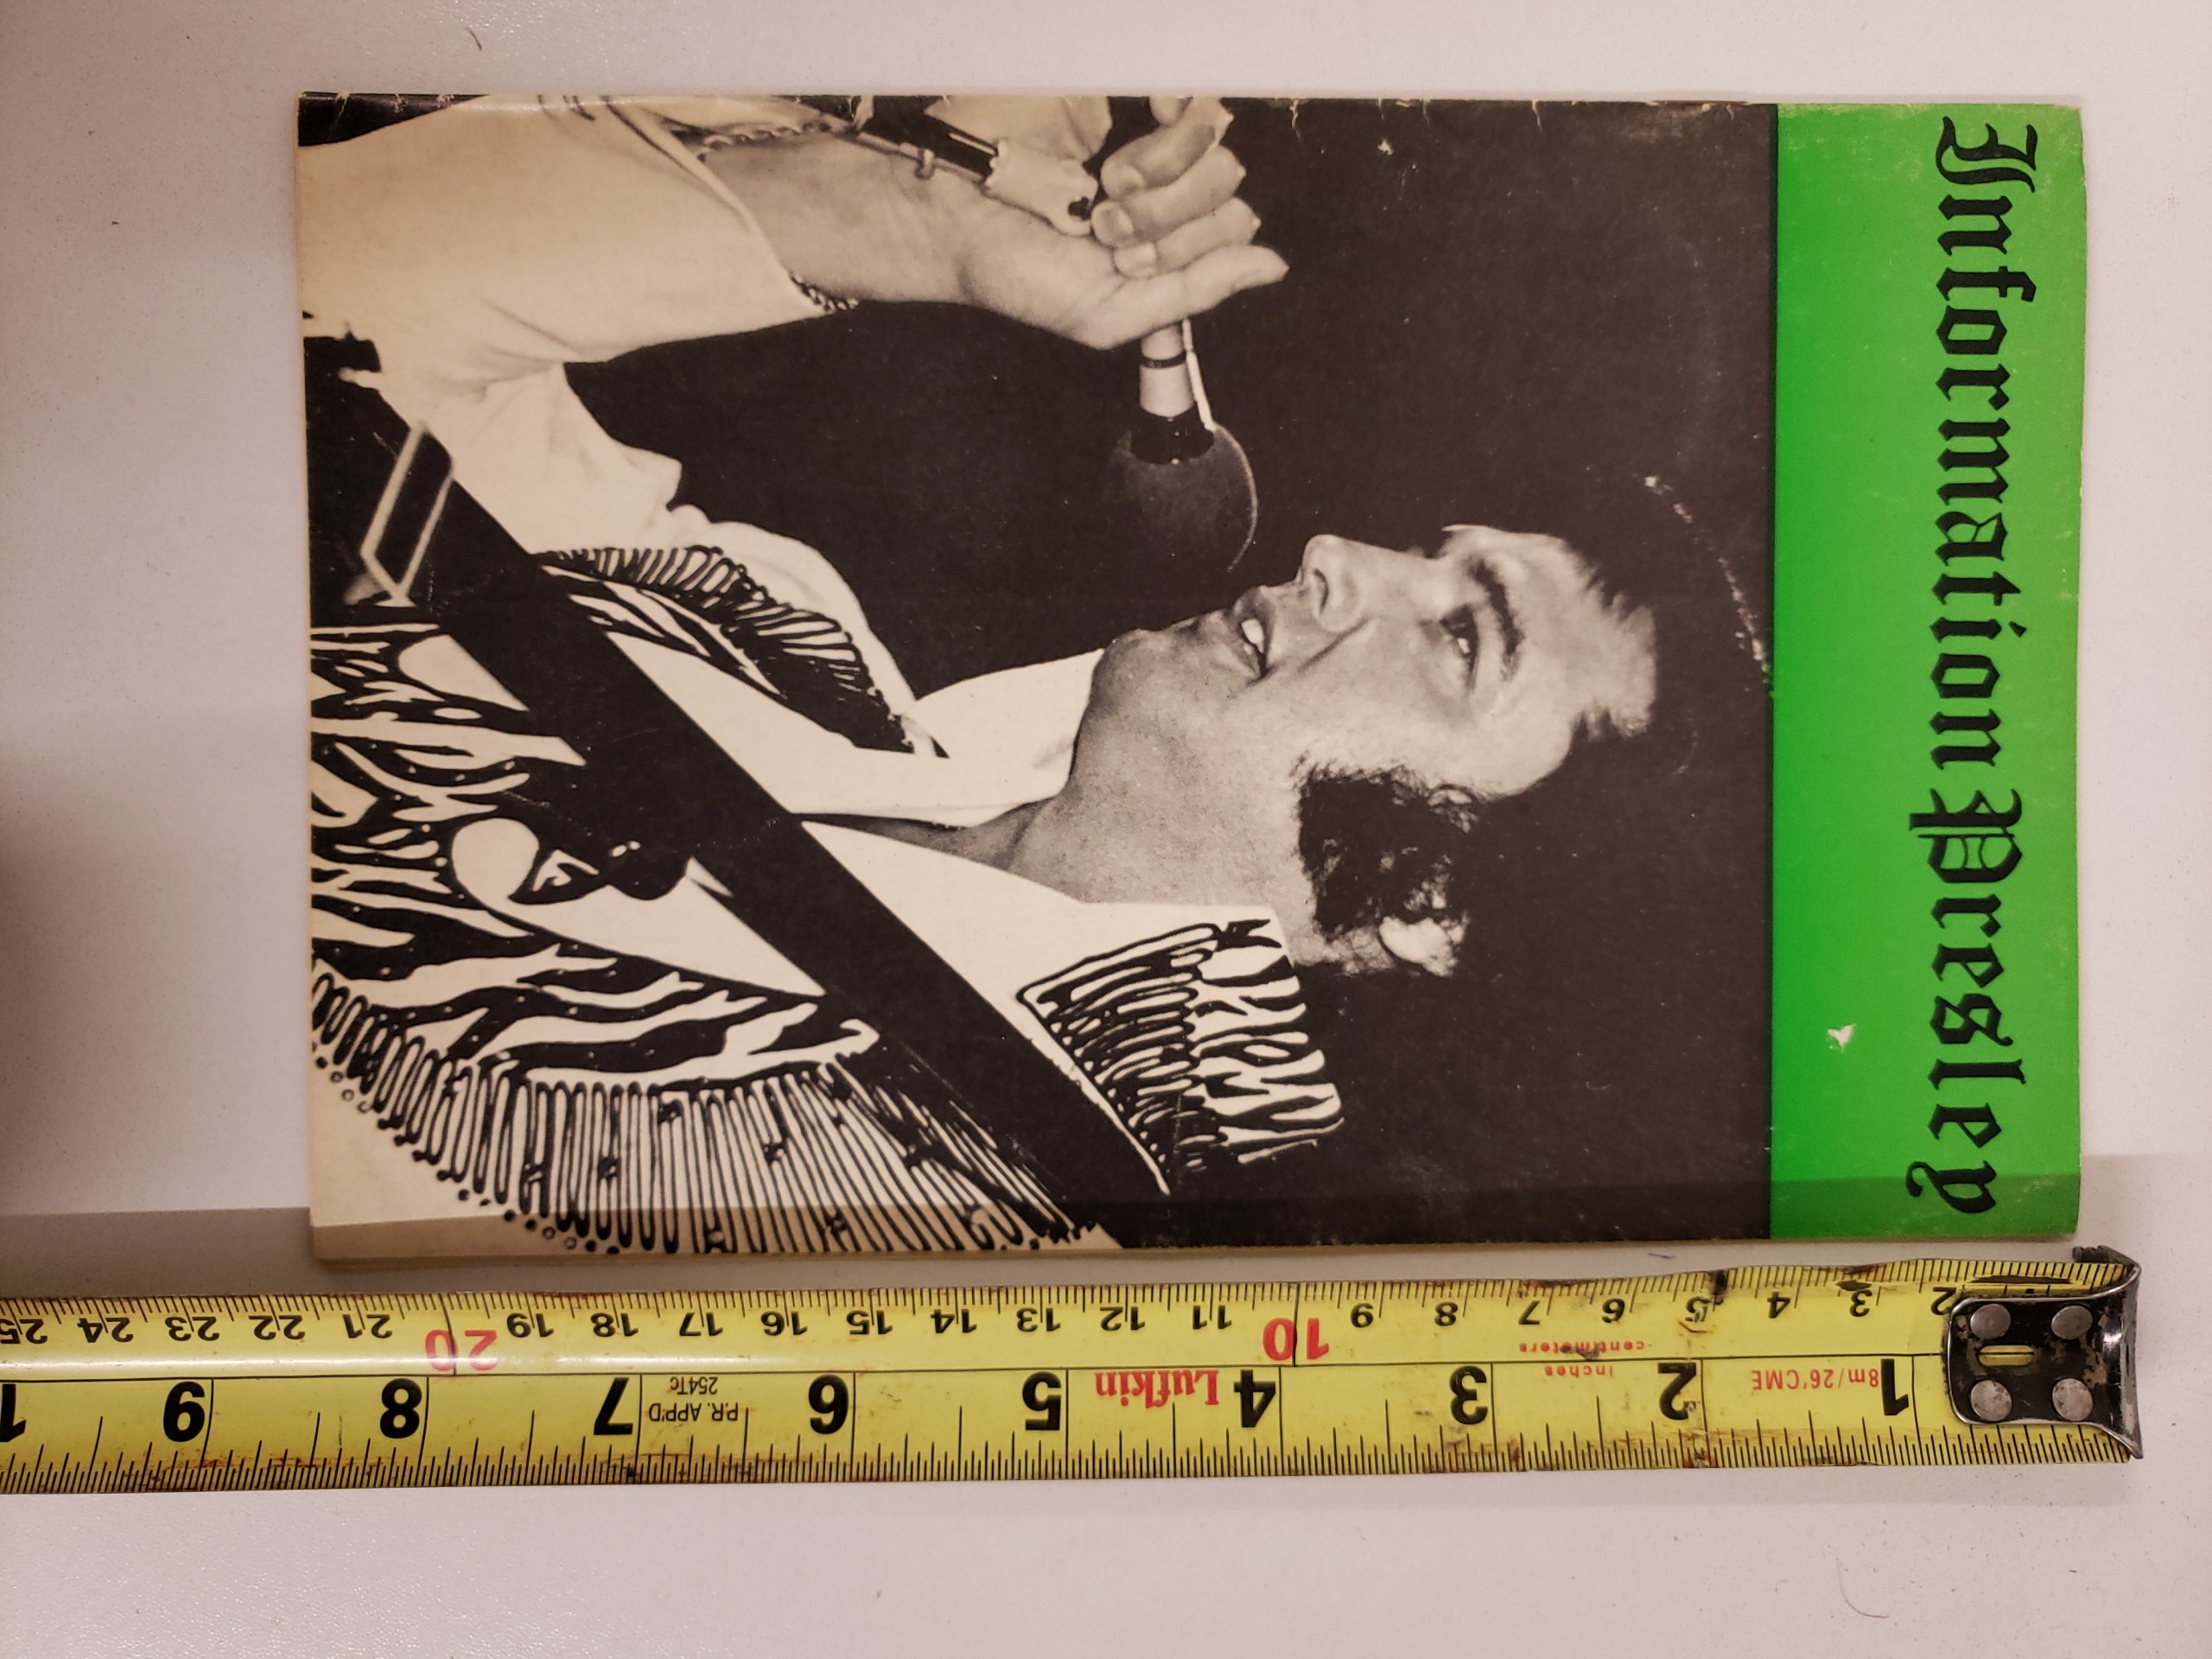 Information Presley
1 8m/26'CME 2 inches 3 4 Lufkin 5 6 P.R. APP'D 7 8 9 1
254Tc
2 3 4 5 6 7 centimeters 8 9 10 11 12 13 14 15 16 17 18 19 20 21 22 23 24 25